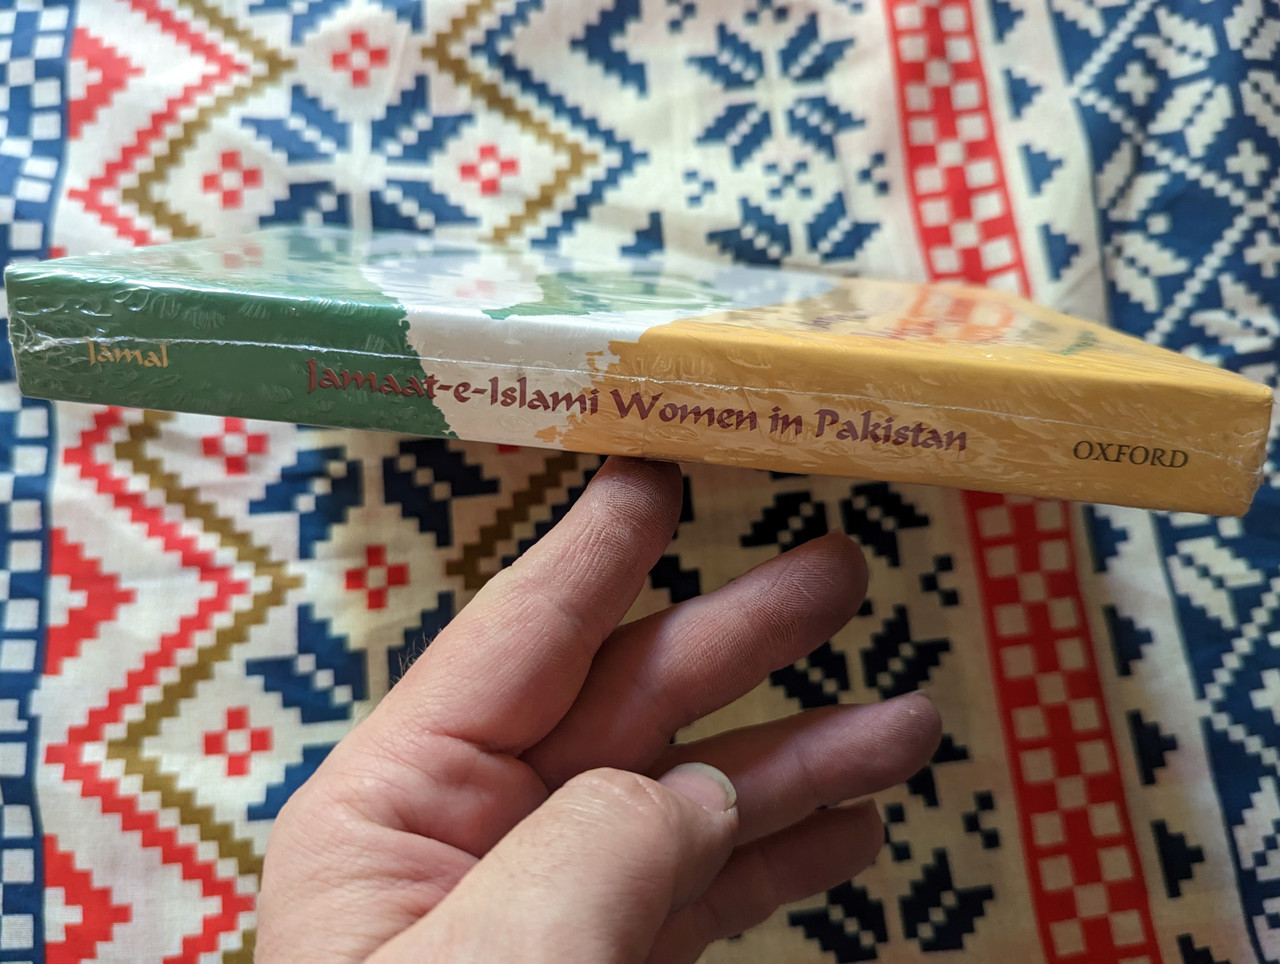 Jamal
Jamaat-e-Islami Women in Pakistan
OXFORD